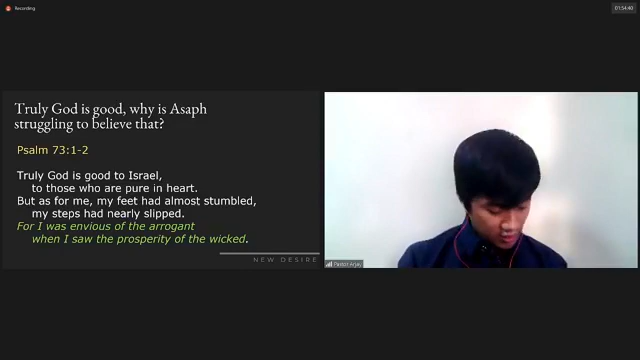 Recording
01:54:40
Truly God is good, why is Asaph
struggling to believe that?
Psalm 73:1-2
Truly God is good to Israel,
to those who are pure in heart.
But as for me, my feet had almost stumbled,
my steps had nearly slipped.
For I was envious of the arrogant
when I saw the prosperity of the wicked.
NEW DESIRE
Pastor Arjay